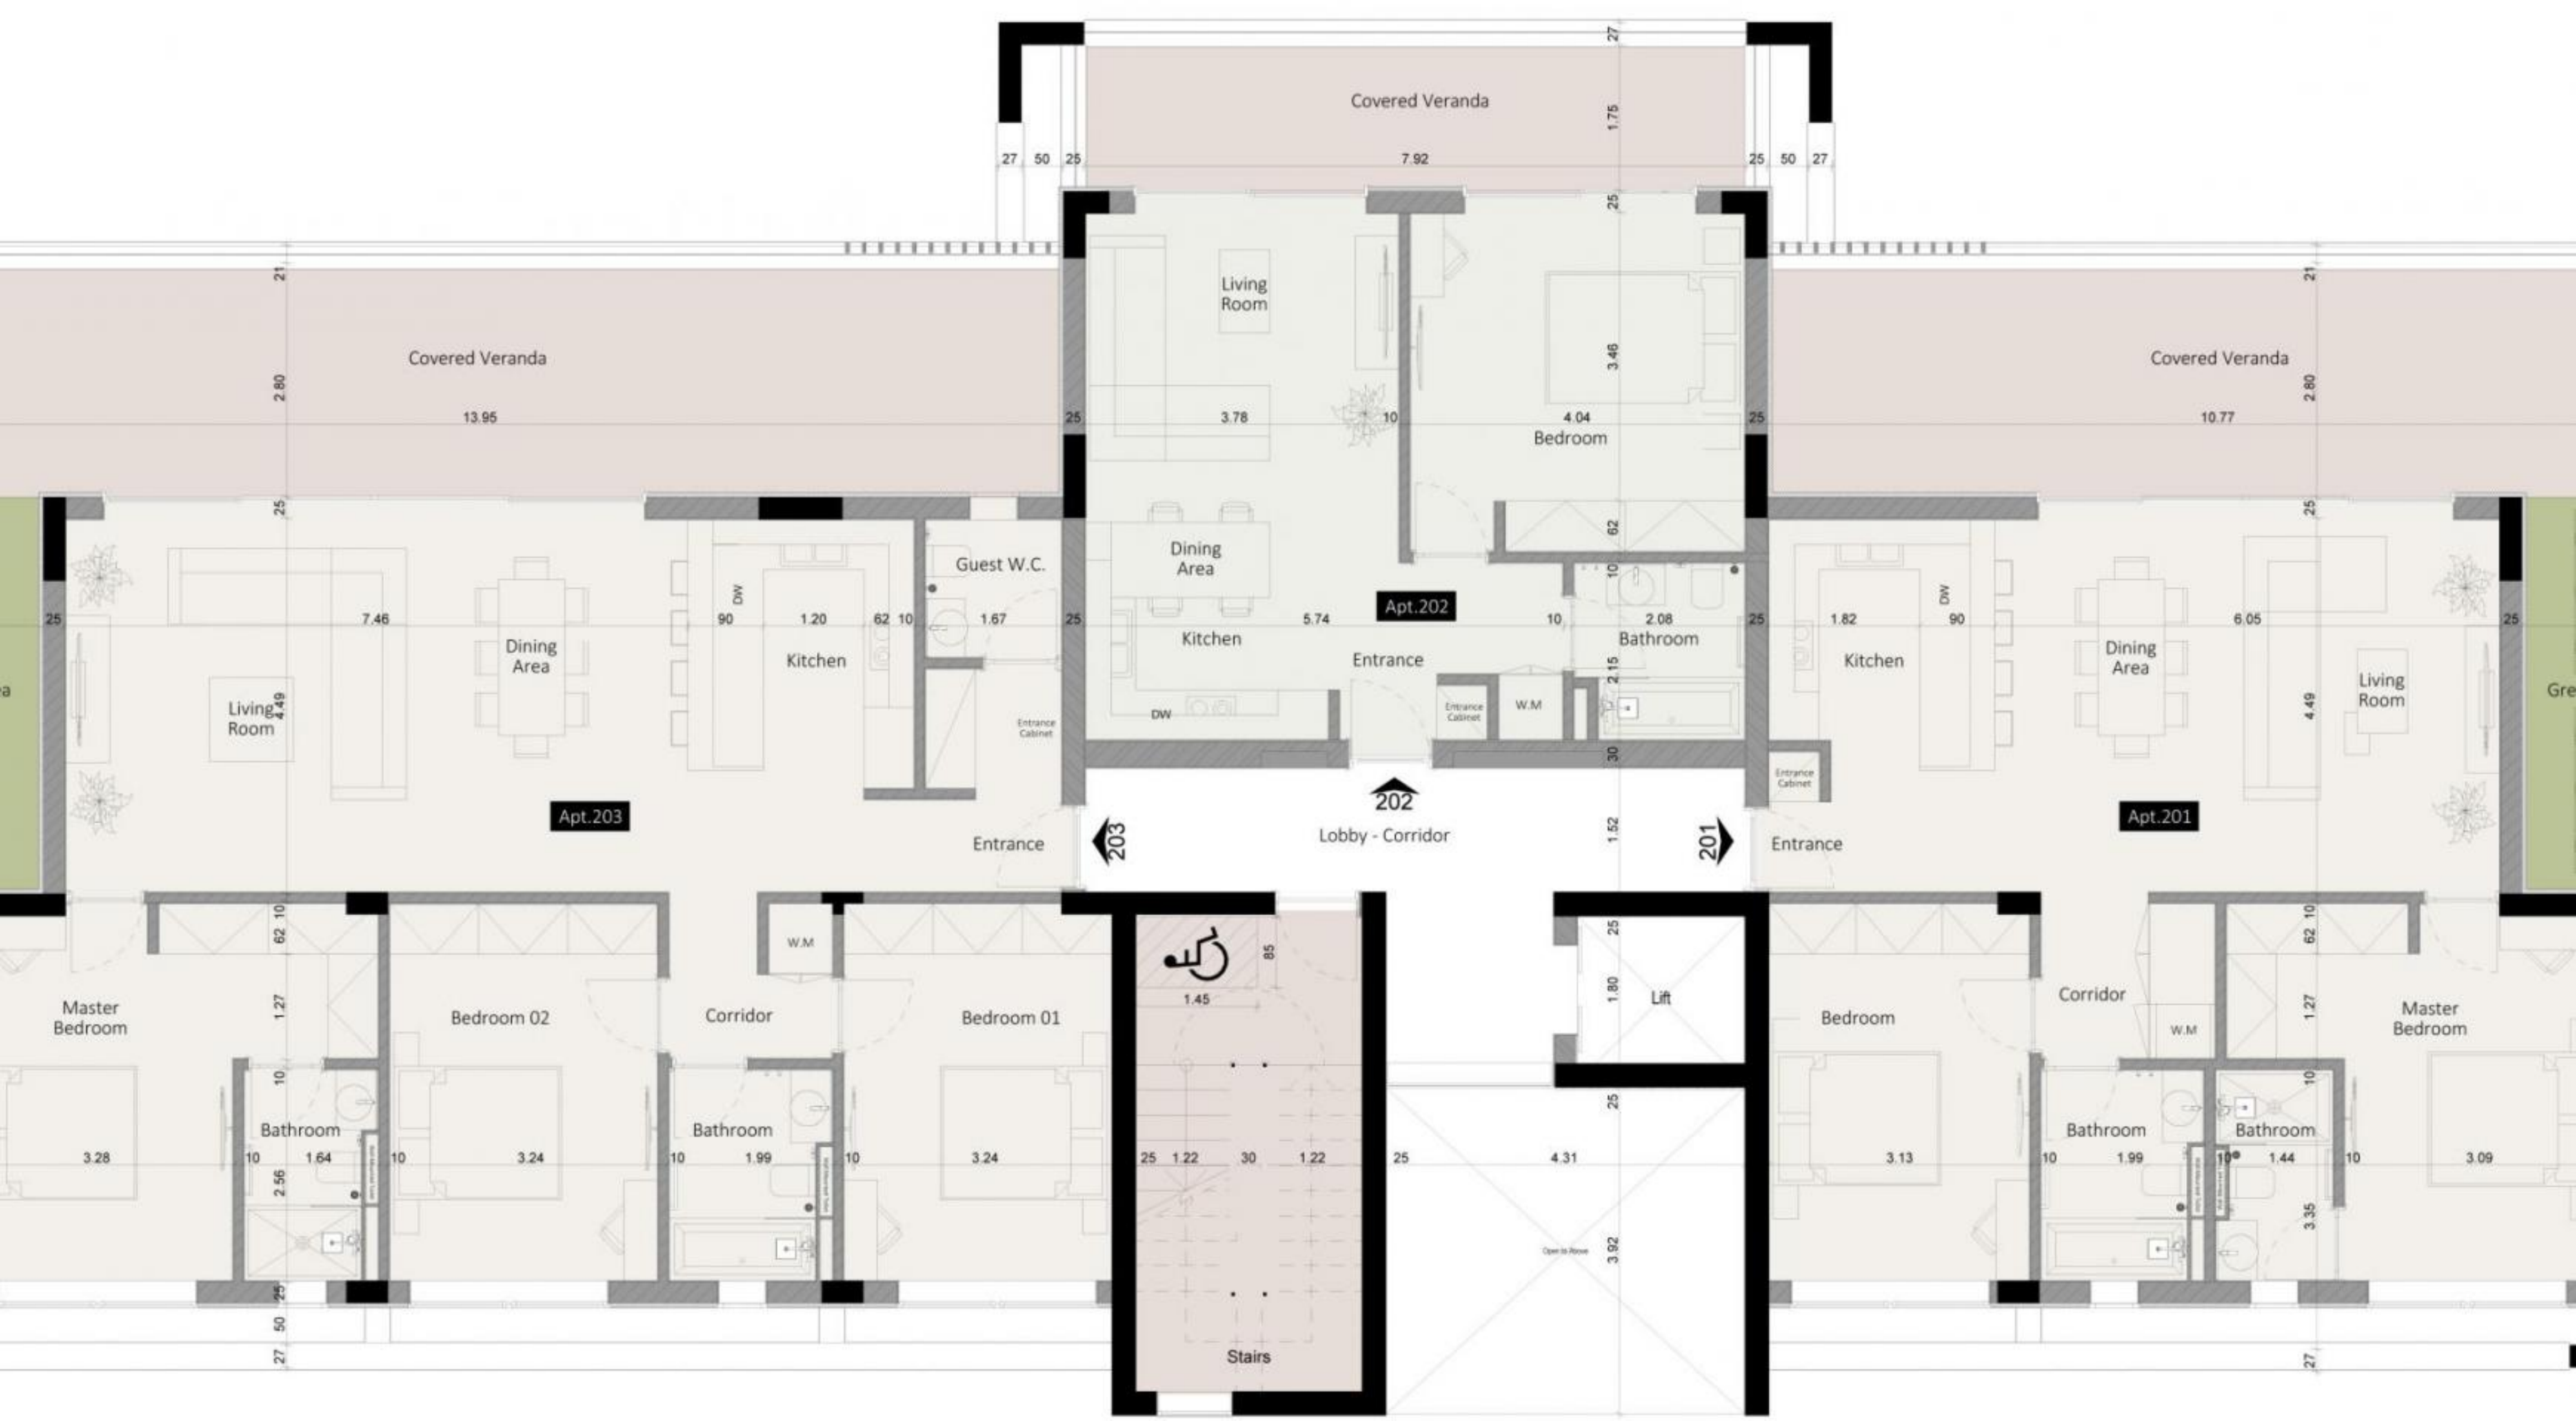 27
Covered Veranda
1.75
27 50 25 7.92 25 50 27
25
21
21
Living
Room
Covered Veranda
2.80
13.95
25
3.78
10
3.46
4.04
Bedroom
25
Covered Veranda
2.80
10.77
25
62
25
Guest W.C.
Dining
Area
10
DW
DW
Apt.202
25
7.46
90
1.20
62
10
1.67
25
5.74
10
2.08
25
1.82
90
6.05
25
Dining
Area
Kitchen
Kitchen
Entrance
Bathroom
2.15
Kitchen
Dining
Area
a
Living
Room
4.49
Entrance
Cabinet
DW
Entrance
Cabinet
W.M
4.49
Living
Room
Gre
30
Entrance
Cabinet
Apt.203
202
Apt.201
Entrance
203
Lobby - Corridor
1.52
201
Entrance
10
62
W.M
85
25
10
62
Master
Bedroom
1.27
Bedroom 02
Corridor
Bedroom 01
1.45
1.80
Lift
Bedroom
Corridor
W.M
1.27
Master
Bedroom
10
25
10
Bathroom
Bathroom
Bathroom
Bathroom
3.28
10
1.64
10
3.24
10
1.99
10
3.24
25
1.22
30
1.22
25
4.31
3.13
10
1.99
10
1.44
10
3.09
2.56
3.35
Open to Above
3.92
25
50
27
Stairs
27